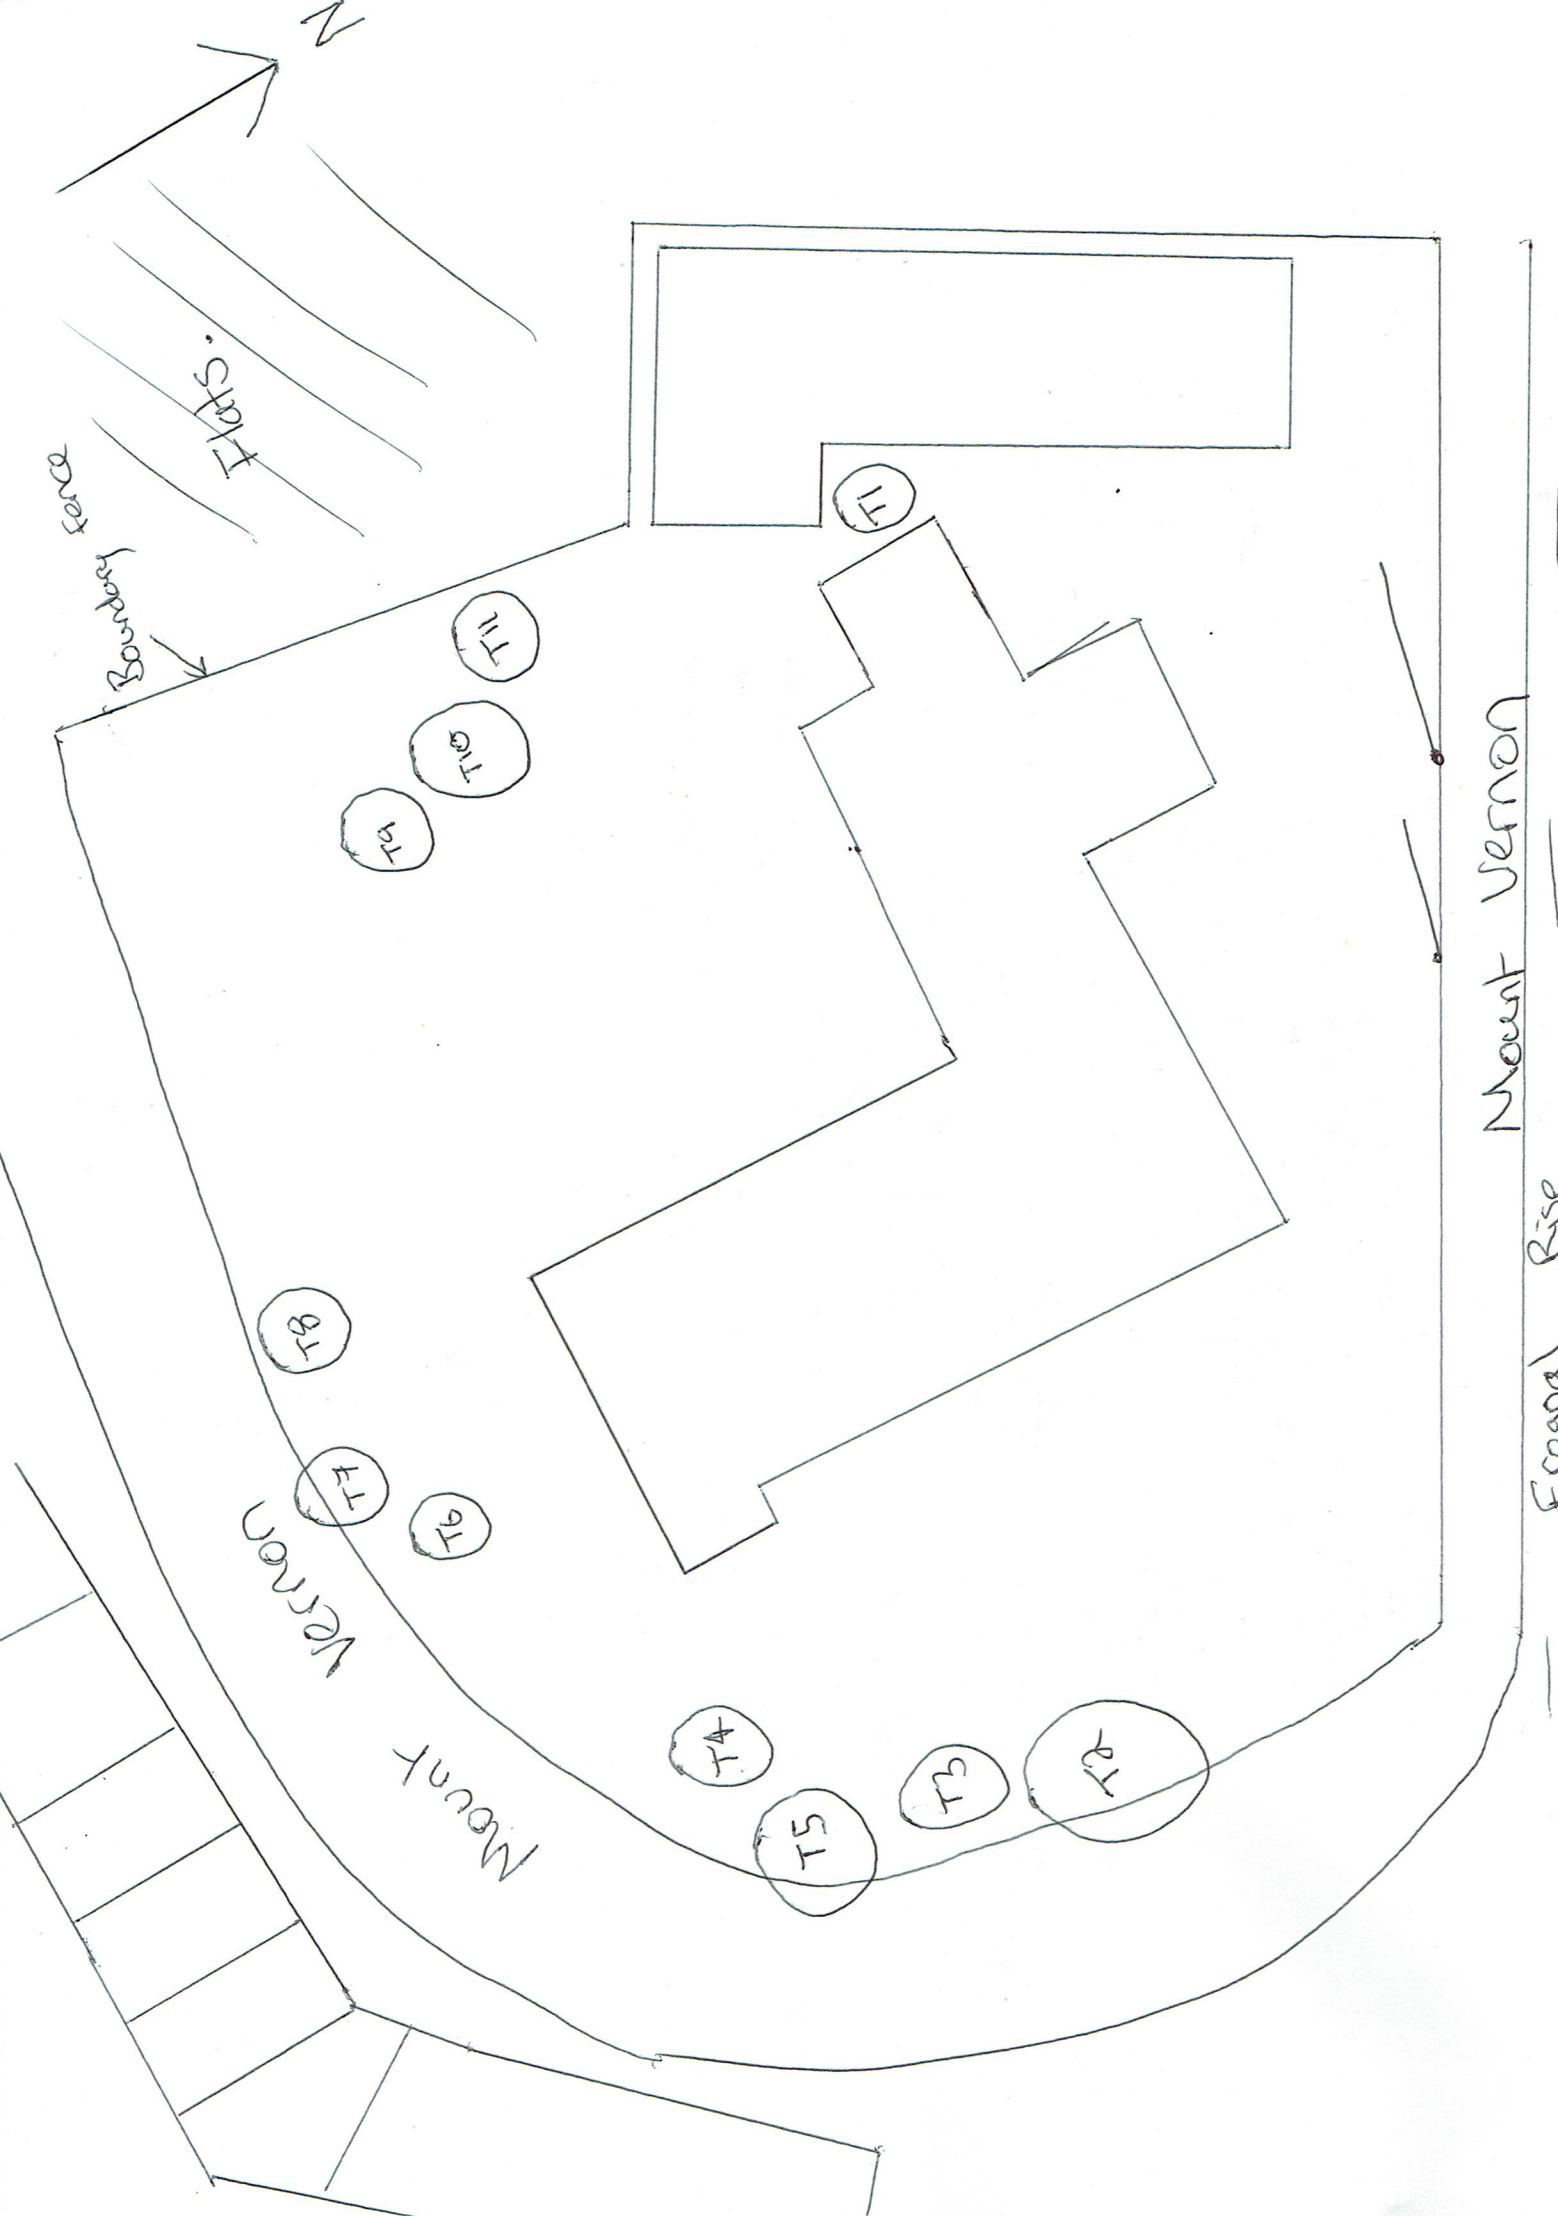 N
Flats.
Boundary fence
T1
T11
T10
T9
T8
T7
T6
T4
T5
T3
T2
Mount Vernon
Mount Vernon
Rise